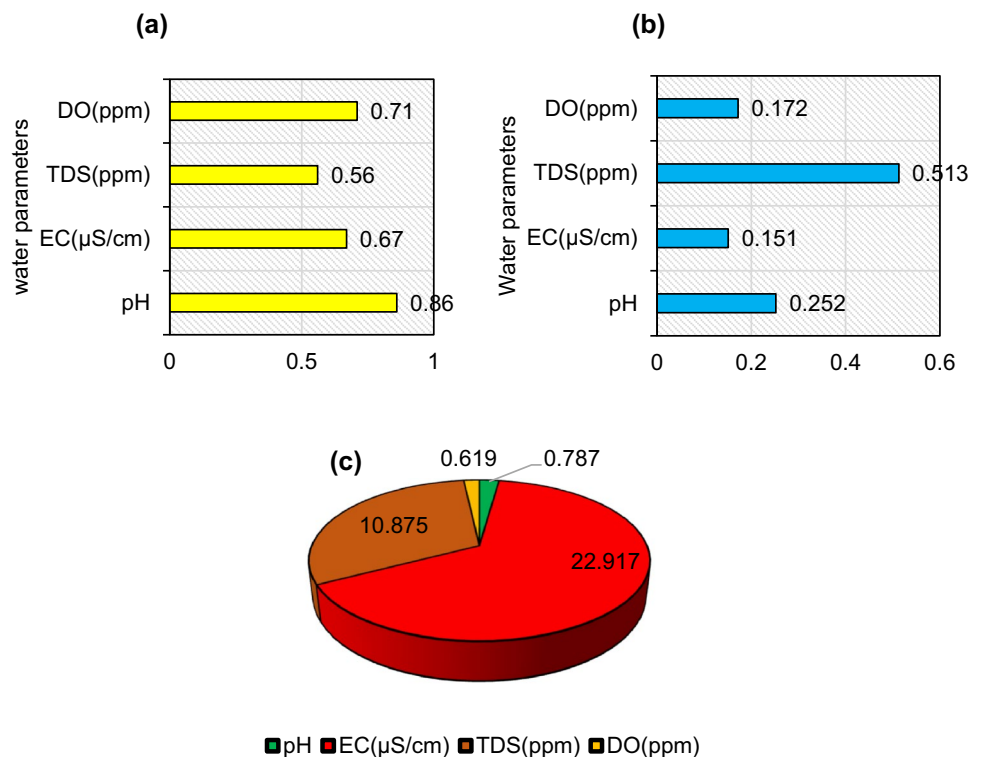 (a)
water parameters
DO(ppm) 0.71
TDS(ppm) 0.56
EC(µS/cm) 0.67
pH 0.86
0 0.5 1
(b)
Water parameters
DO(ppm) 0.172
TDS(ppm) 0.513
EC(µS/cm) 0.151
pH 0.252
0 0.2 0.4 0.6
(c)
0.619 0.787
10.875
22.917
pH EC(µS/cm) TDS(ppm) DO(ppm)